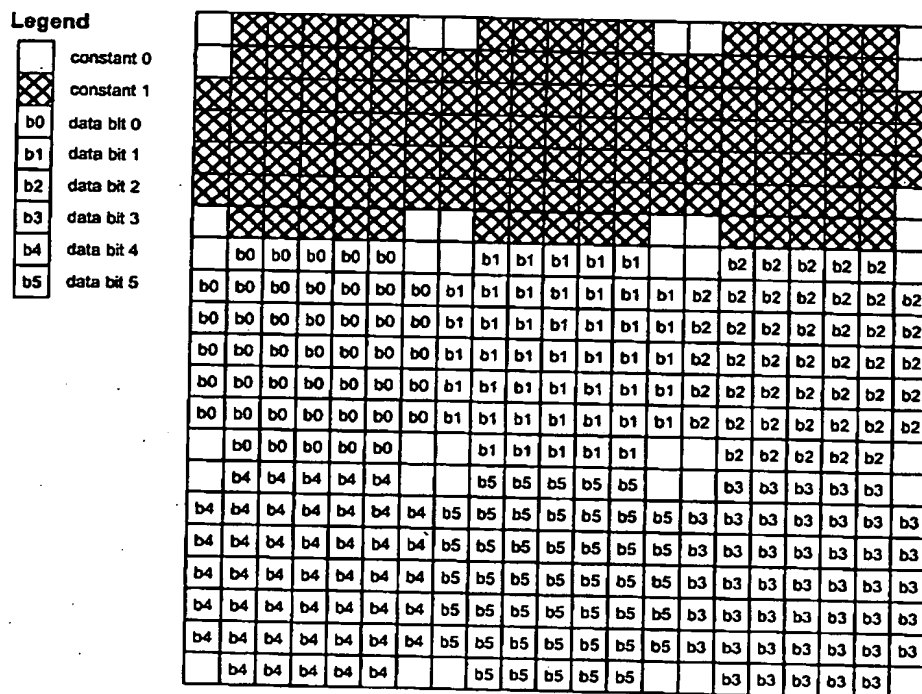 Legend
constant 0
constant 1
b0 data bit 0
b1 data bit 1
b2 data bit 2
b3 data bit 3
b4 data bit 4
b5 data bit 5
b0 b0 b0 b0 b0 b1 b1 b1 b1 b1 b2 b2 b2 b2 b2
b0 b0 b0 b0 b0 b0 b0 b1 b1 b1 b1 b1 b1 b1 b2 b2 b2 b2 b2 b2 b2
b0 b0 b0 b0 b0 b0 b0 b1 b1 b1 b1 b1 b1 b1 b2 b2 b2 b2 b2 b2 b2
b0 b0 b0 b0 b0 b0 b0 b1 b1 b1 b1 b1 b1 b1 b2 b2 b2 b2 b2 b2 b2
b0 b0 b0 b0 b0 b0 b0 b1 b1 b1 b1 b1 b1 b1 b2 b2 b2 b2 b2 b2 b2
b0 b0 b0 b0 b0 b0 b0 b1 b1 b1 b1 b1 b1 b1 b2 b2 b2 b2 b2 b2 b2
b0 b0 b0 b0 b0 b1 b1 b1 b1 b1 b2 b2 b2 b2 b2
b4 b4 b4 b4 b4 b5 b5 b5 b5 b5 b3 b3 b3 b3 b3
b4 b4 b4 b4 b4 b4 b4 b5 b5 b5 b5 b5 b5 b5 b3 b3 b3 b3 b3 b3 b3
b4 b4 b4 b4 b4 b4 b4 b5 b5 b5 b5 b5 b5 b5 b3 b3 b3 b3 b3 b3 b3
b4 b4 b4 b4 b4 b4 b4 b5 b5 b5 b5 b5 b5 b5 b3 b3 b3 b3 b3 b3 b3
b4 b4 b4 b4 b4 b4 b4 b5 b5 b5 b5 b5 b5 b5 b3 b3 b3 b3 b3 b3 b3
b4 b4 b4 b4 b4 b4 b4 b5 b5 b5 b5 b5 b5 b5 b3 b3 b3 b3 b3 b3 b3
b4 b4 b4 b4 b4 b5 b5 b5 b5 b5 b3 b3 b3 b3 b3